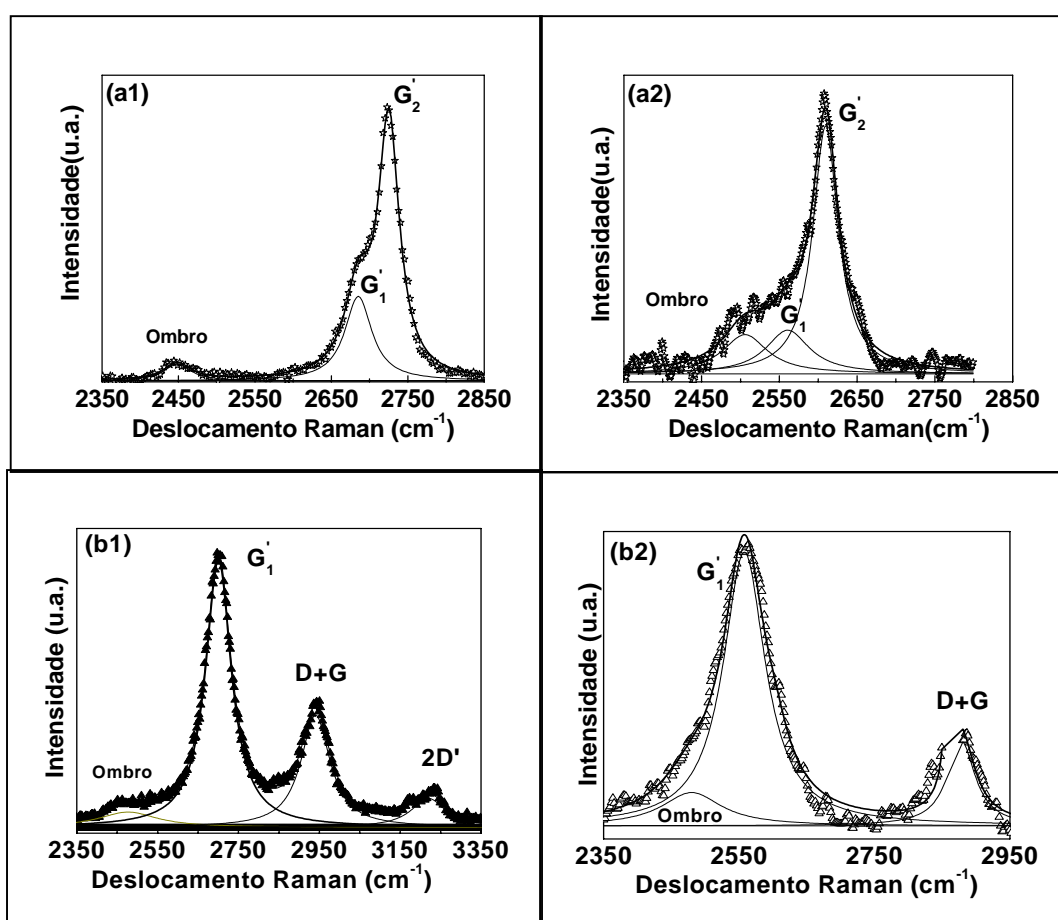 (a1)
G'2
G'1
Ombro
Intensidade(u.a.)
2350 2450 2550 2650 2750 2850
Deslocamento Raman (cm-1)
(a2)
G'2
Ombro
G'1
Intensidade(u.a.)
2350 2450 2550 2650 2750 2850
Deslocamento Raman(cm-1)
(b1)
G'1
D+G
2D'
Ombro
Intensidade (u.a.)
2350 2550 2750 2950 3150 3350
Deslocamento Raman (cm-1)
(b2)
G'1
D+G
Ombro
Intensidade (u.a.)
2350 2550 2750 2950
Deslocamento Raman (cm-1)